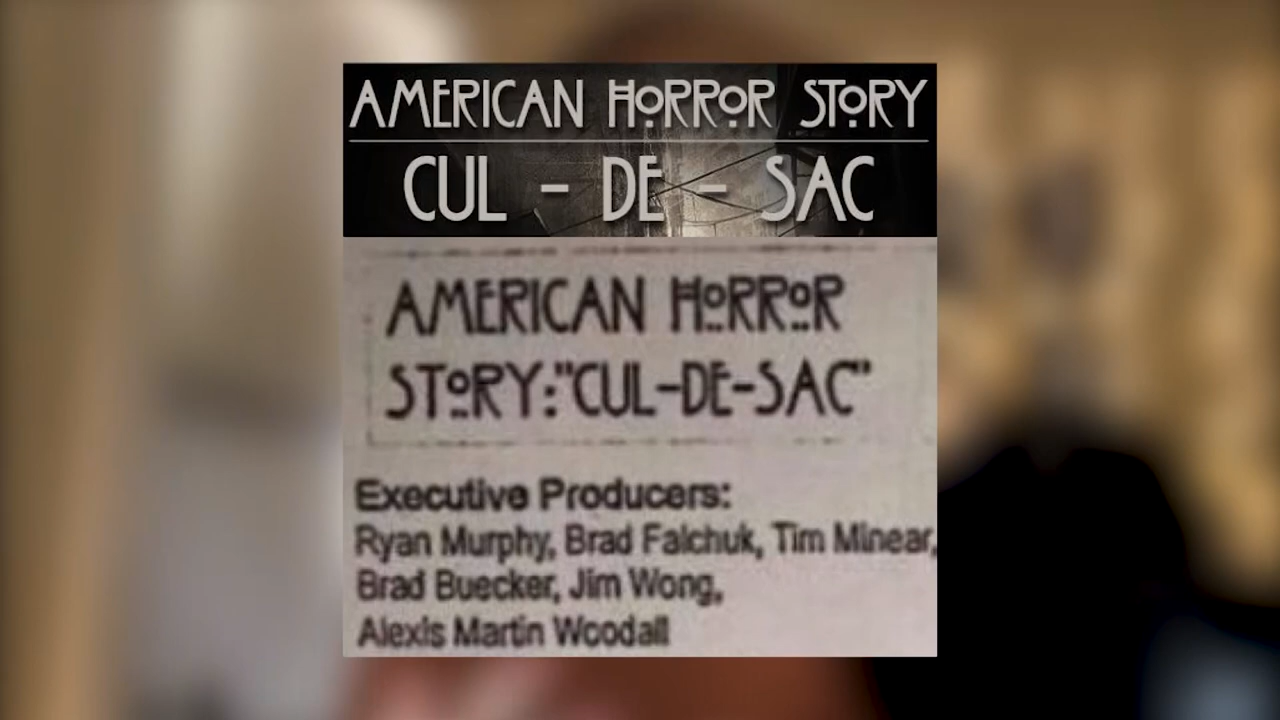 AMERICAN HORROR STORY
CUL - DE - SAC
AMERICAN HORROR
STORY:"CUL-DE-SAC"
Executive Producers:
Ryan Murphy, Brad Falchuk, Tim Minear,
Brad Buecker, Jim Wong,
Alexis Martin Woodall